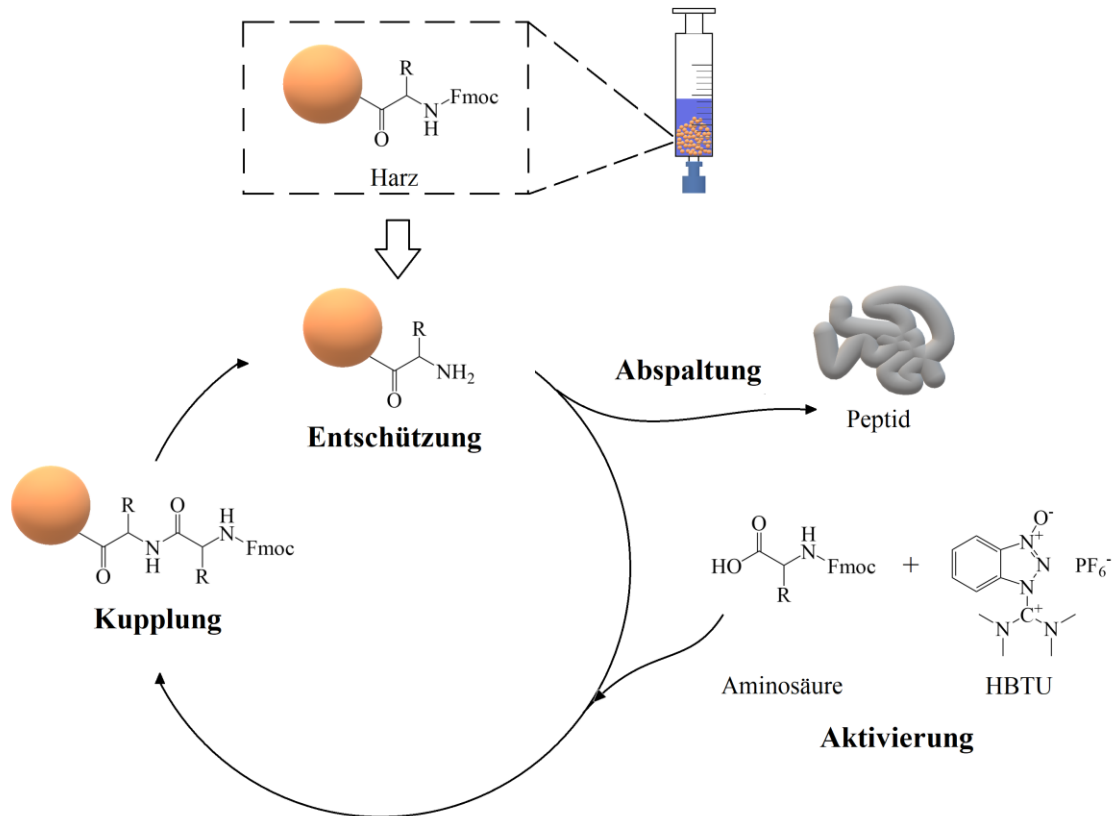 R
N
H
Fmoc
O
Harz
R
NH₂
O
Entschützung
Abspaltung
Peptid
R
O
H
N
Fmoc
O
N
H
R
Kupplung
O
H
N
HO
Fmoc
R
+
O⁻
N⁺
N
N
PF₆⁻
C⁺
N
N
Aminosäure
HBTU
Aktivierung